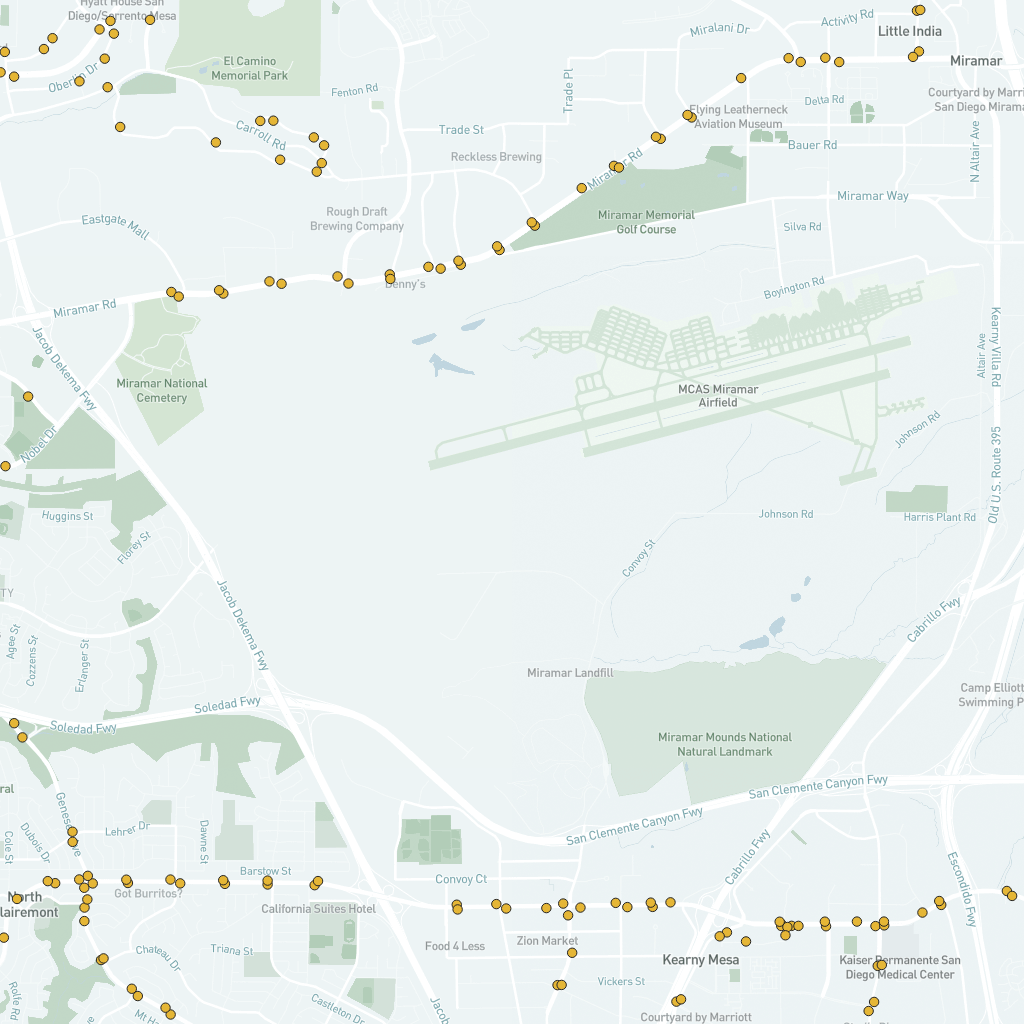 Hyatt House San
Diego/Sorrento Mesa
Activity Rd
Little India
Miralani Dr
Miramar
El Camino
Memorial Park
Oberlin Dr
Fenton Rd
Trade Pl
Courtyard by Marri
San Diego Mirama
Delta Rd
Flying Leatherneck
Aviation Museum
Trade St
Carroll Rd
Bauer Rd
N Altair Ave
Reckless Brewing
Miramar Rd
Miramar Way
Rough Draft
Brewing Company
Eastgate Mall
Miramar Memorial
Golf Course
Silva Rd
Denny's
Boyington Rd
Miramar Rd
Kearny Villa Rd
Altair Ave
Jacob Dekema Fwy
Miramar National
Cemetery
MCAS Miramar
Airfield
Johnson Rd
Nobel Dr
Old U.S. Route 395
Huggins St
Johnson Rd
Harris Plant Rd
Florey St
Convoy St
TY
Jacob Dekema Fwy
Cabrillo Fwy
Agee St
Cozzens St
Erlanger St
Miramar Landfill
Camp Elliott
Swimming P
Soledad Fwy
Soledad Fwy
Miramar Mounds National
Natural Landmark
ral
San Clemente Canyon Fwy
Genesee Ave
San Clemente Canyon Fwy
Lehrer Dr
Dawne St
Cole St
Dubois Dr
Cabrillo Fwy
Escondido Fwy
Barstow St
Convoy Ct
North
lairemont
Got Burritos?
California Suites Hotel
Food 4 Less
Zion Market
Chateau Dr
Triana St
Kearny Mesa
Kaiser Permanente San
Diego Medical Center
Vickers St
Rolfe Rd
Castleton Dr
Jacob
Mt Ha
Courtyard by Marriott